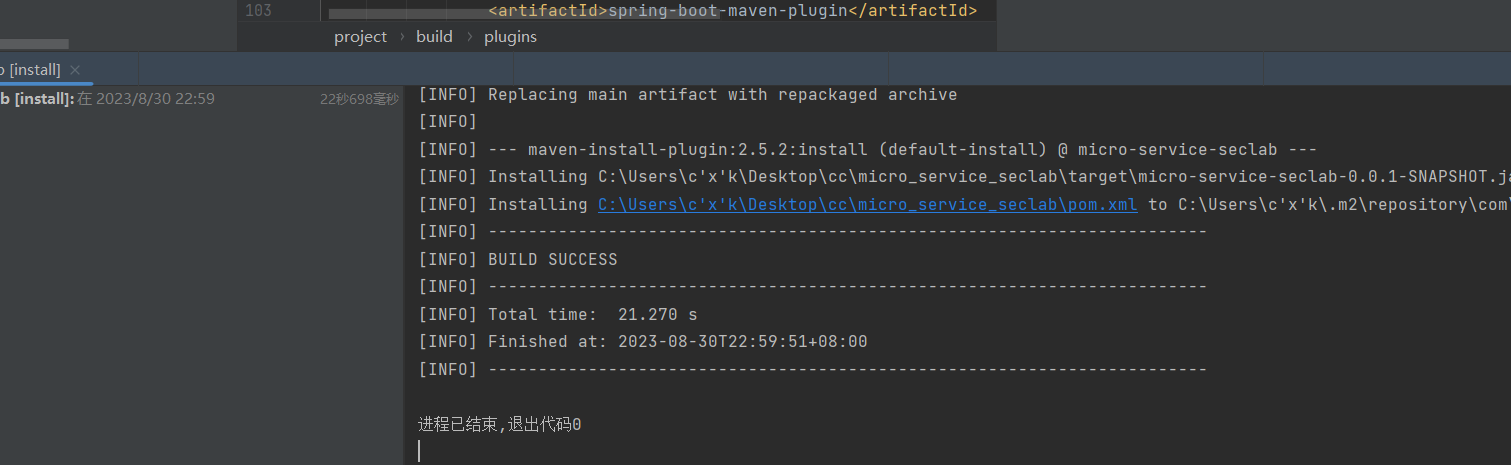 103 <artifactId>spring-boot-maven-plugin</artifactId>
project › build › plugins
[install] ×
b [install]: 在 2023/8/30 22:59 22秒698毫秒
[INFO] Replacing main artifact with repackaged archive
[INFO]
[INFO] --- maven-install-plugin:2.5.2:install (default-install) @ micro-service-seclab ---
[INFO] Installing C:\Users\c'x'k\Desktop\cc\micro_service_seclab\target\micro-service-seclab-0.0.1-SNAPSHOT.ja
[INFO] Installing C:\Users\c'x'k\Desktop\cc\micro_service_seclab\pom.xml to C:\Users\c'x'k\.m2\repository\com\
[INFO] ------------------------------------------------------------------------
[INFO] BUILD SUCCESS
[INFO] ------------------------------------------------------------------------
[INFO] Total time:  21.270 s
[INFO] Finished at: 2023-08-30T22:59:51+08:00
[INFO] ------------------------------------------------------------------------
进程已结束,退出代码0